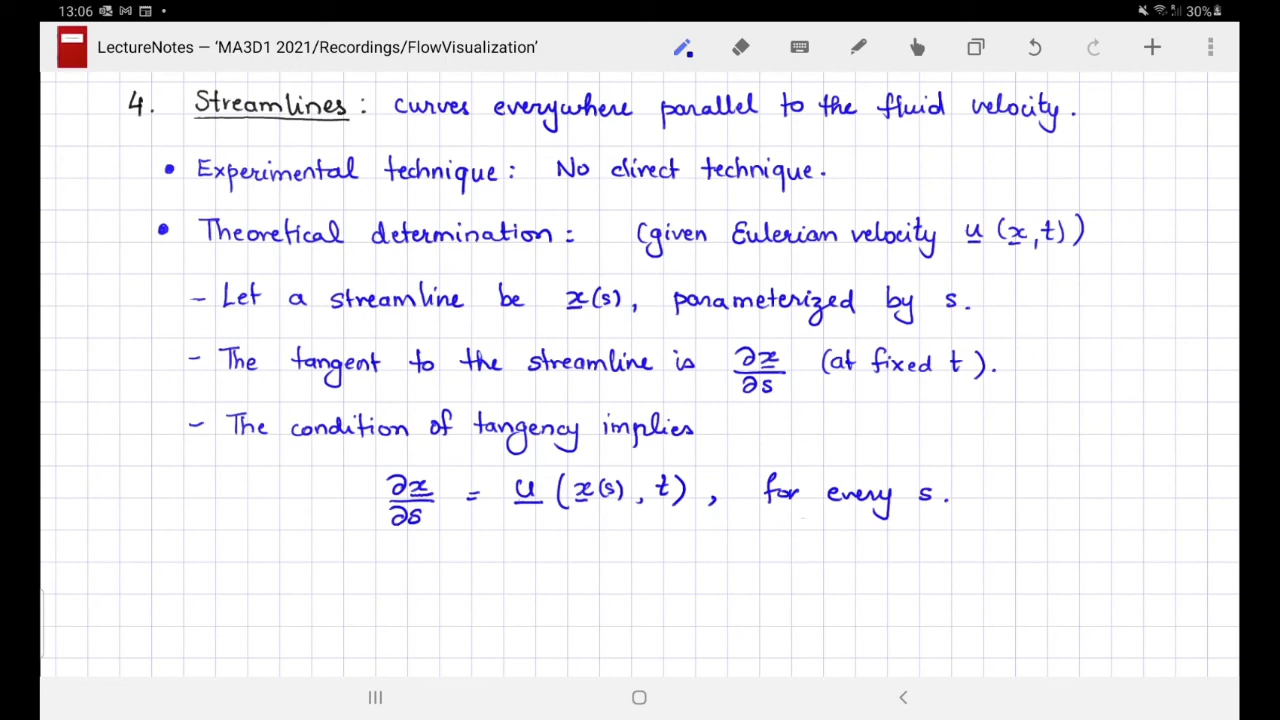 13:06 30%
LectureNotes — ‘MA3D1 2021/Recordings/FlowVisualization’
4. Streamlines : curves everywhere parallel to the fluid velocity.
• Experimental technique : No direct technique.
• Theoretical determination : (given Eulerian velocity u (x,t))
- Let a streamline be x(s), parameterized by s.
- The tangent to the streamline is ∂x/∂s (at fixed t).
- The condition of tangency implies
∂x/∂s = u (x(s), t), for every s.